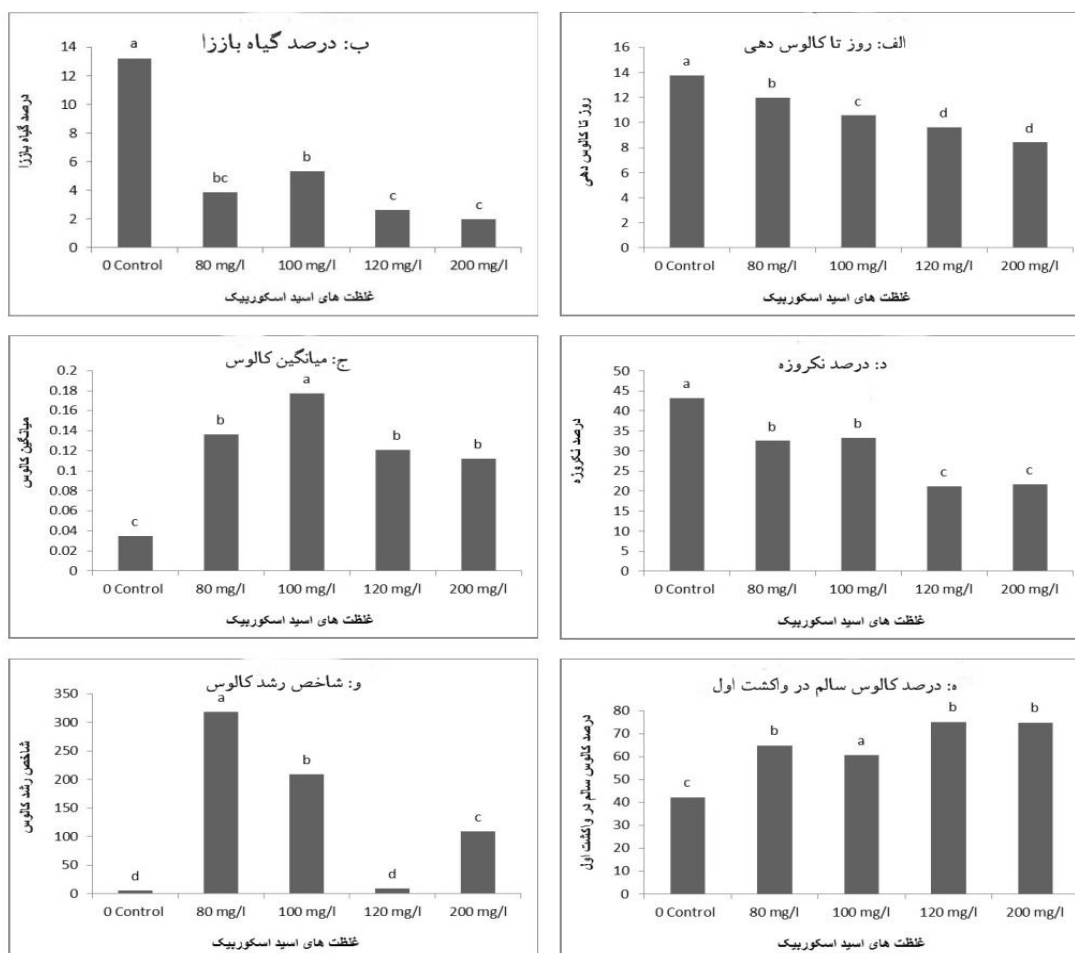 الف: روز تا کالوس دهی
روز تا کالوس دهی
16
14
12
10
8
6
4
2
0
a
b
c
d
d
0 Control 80 mg/l 100 mg/l 120 mg/l 200 mg/l
غلظت های اسید اسکوربیک
ب: درصد گیاه باززا
درصد گیاه باززا
14
12
10
8
6
4
2
0
a
bc
b
c
c
0 Control 80 mg/l 100 mg/l 120 mg/l 200 mg/l
غلظت های اسید اسکوربیک
ج: میانگین کالوس
میانگین کالوس
0.2
0.18
0.16
0.14
0.12
0.1
0.08
0.06
0.04
0.02
0
c
b
a
b
b
0 Control 80 mg/l 100 mg/l 120 mg/l 200 mg/l
غلظت های اسید اسکوربیک
د: درصد نکروزه
درصد نکروزه
50
45
40
35
30
25
20
15
10
5
0
a
b
b
c
c
0 Control 80 mg/l 100 mg/l 120 mg/l 200 mg/l
غلظت های اسید اسکوربیک
ه: درصد کالوس سالم در واکشت اول
درصد کالوس سالم در واکشت اول
80
70
60
50
40
30
20
10
0
c
b
a
b
b
0 Control 80 mg/l 100 mg/l 120 mg/l 200 mg/l
غلظت های اسید اسکوربیک
و: شاخص رشد کالوس
شاخص رشد کالوس
350
300
250
200
150
100
50
0
d
a
b
d
c
0 Control 80 mg/l 100 mg/l 120 mg/l 200 mg/l
غلظت های اسید اسکوربیک